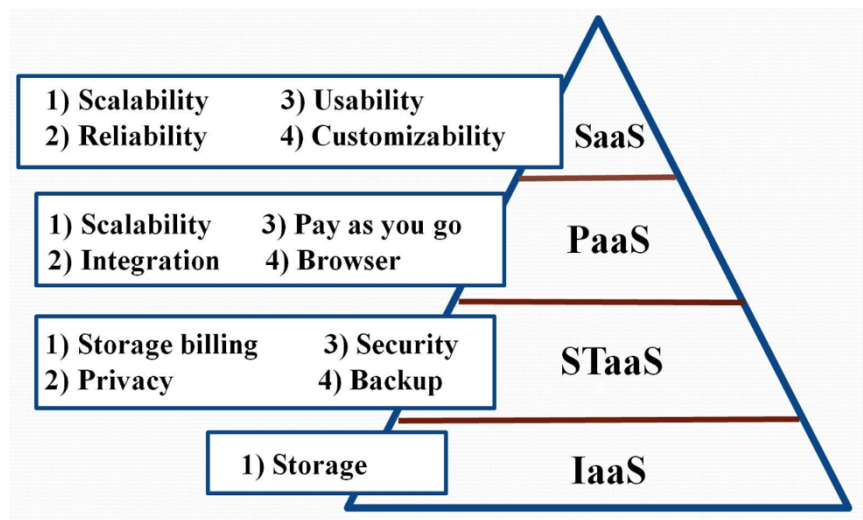 1) Scalability 3) Usability
2) Reliability 4) Customizability
SaaS
1) Scalability 3) Pay as you go
2) Integration 4) Browser
PaaS
1) Storage billing 3) Security
2) Privacy 4) Backup
STaaS
1) Storage
IaaS